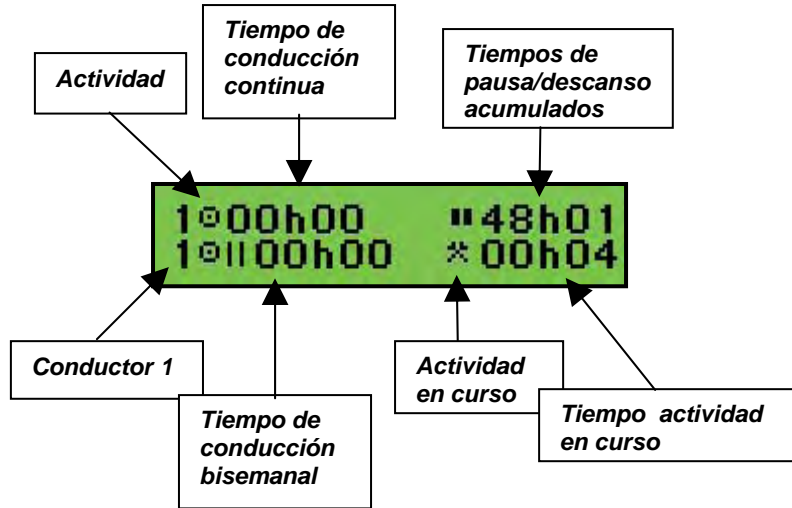 Tiempo de
conducción
continua
Actividad
Tiempos de
pausa/descanso
acumulados
1⊙00h00 ▮▮48h01
1⊙||00h00 ⚒00h04
Conductor 1
Actividad
en curso
Tiempo de
conducción
bisemanal
Tiempo actividad
en curso